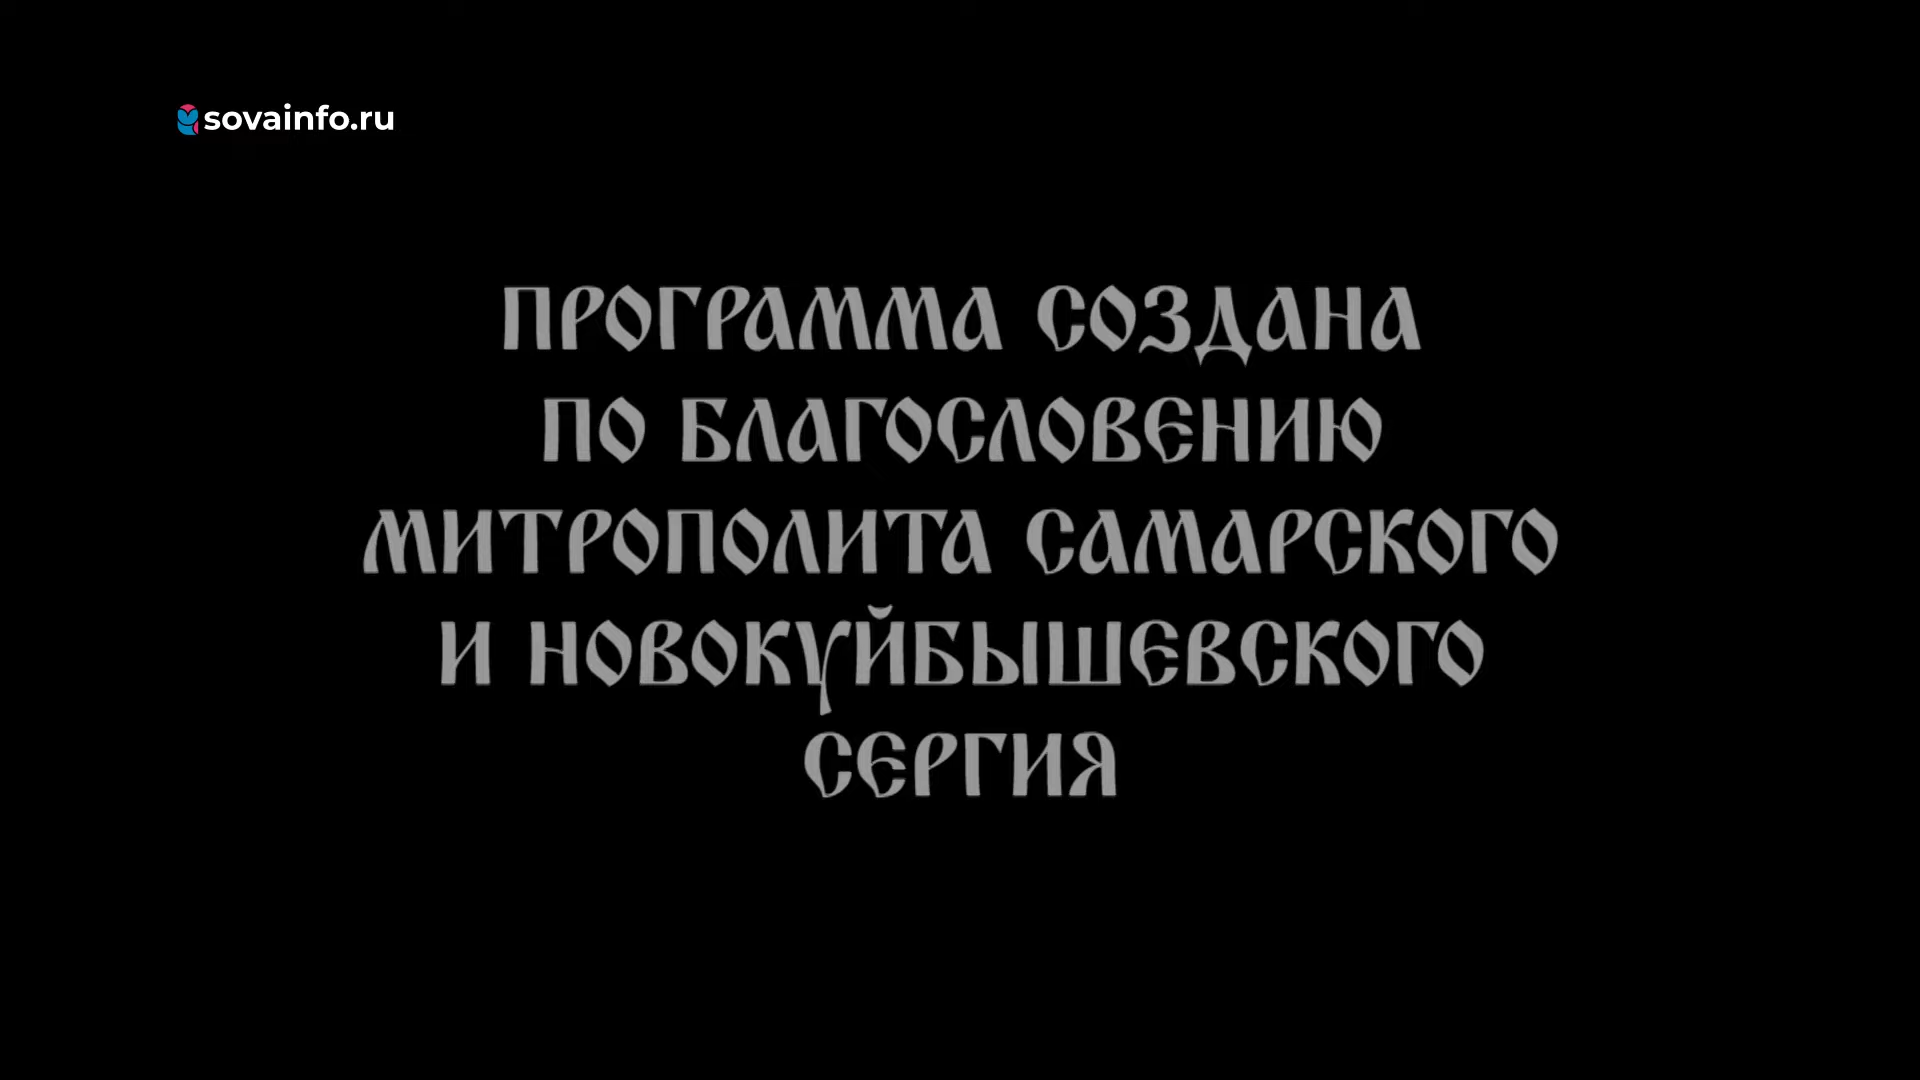 sovainfo.ru
ПРОГРАММА СОЗДАНА
ПО БЛАГОСЛОВЕНИЮ
МИТРОПОЛИТА САМАРСКОГО
И НОВОКУЙБЫШЕВСКОГО
СЕРГИЯ